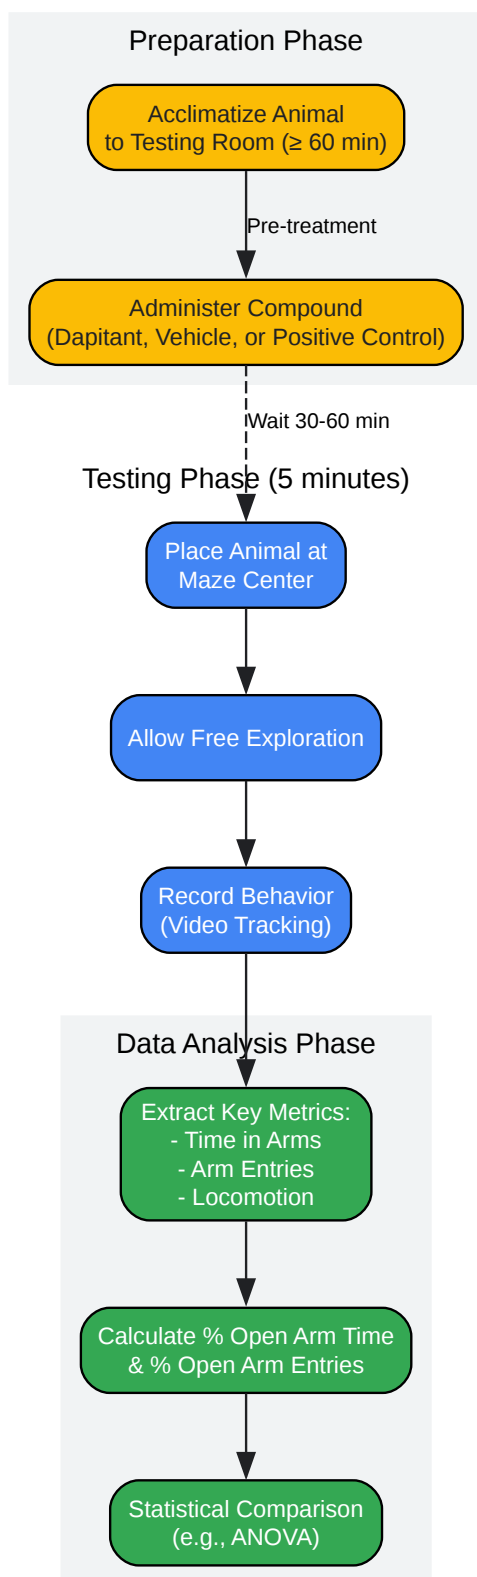 Preparation Phase
Acclimatize Animal
to Testing Room (≥ 60 min)
Pre-treatment
Administer Compound
(Dapitant, Vehicle, or Positive Control)
Wait 30-60 min
Testing Phase (5 minutes)
Place Animal at
Maze Center
Allow Free Exploration
Record Behavior
(Video Tracking)
Data Analysis Phase
Extract Key Metrics:
- Time in Arms
- Arm Entries
- Locomotion
Calculate % Open Arm Time
& % Open Arm Entries
Statistical Comparison
(e.g., ANOVA)